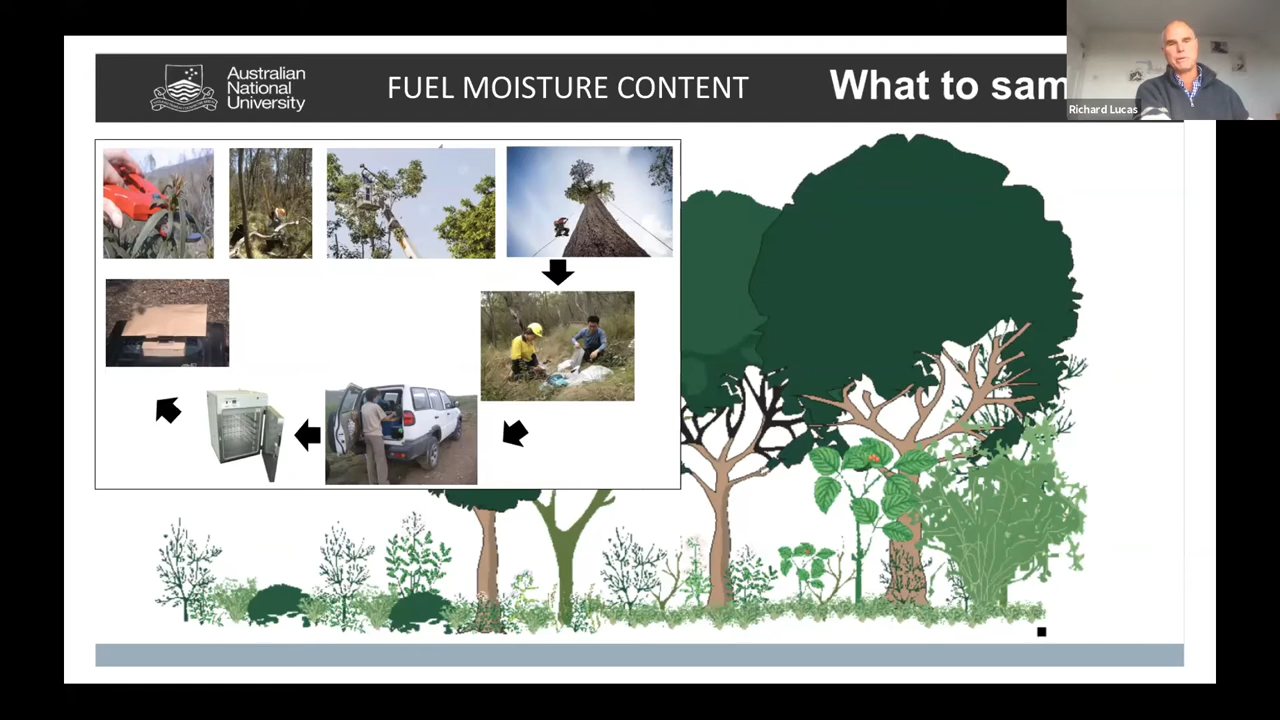 Australian
National
University
FUEL MOISTURE CONTENT
What to sam
Richard Lucas